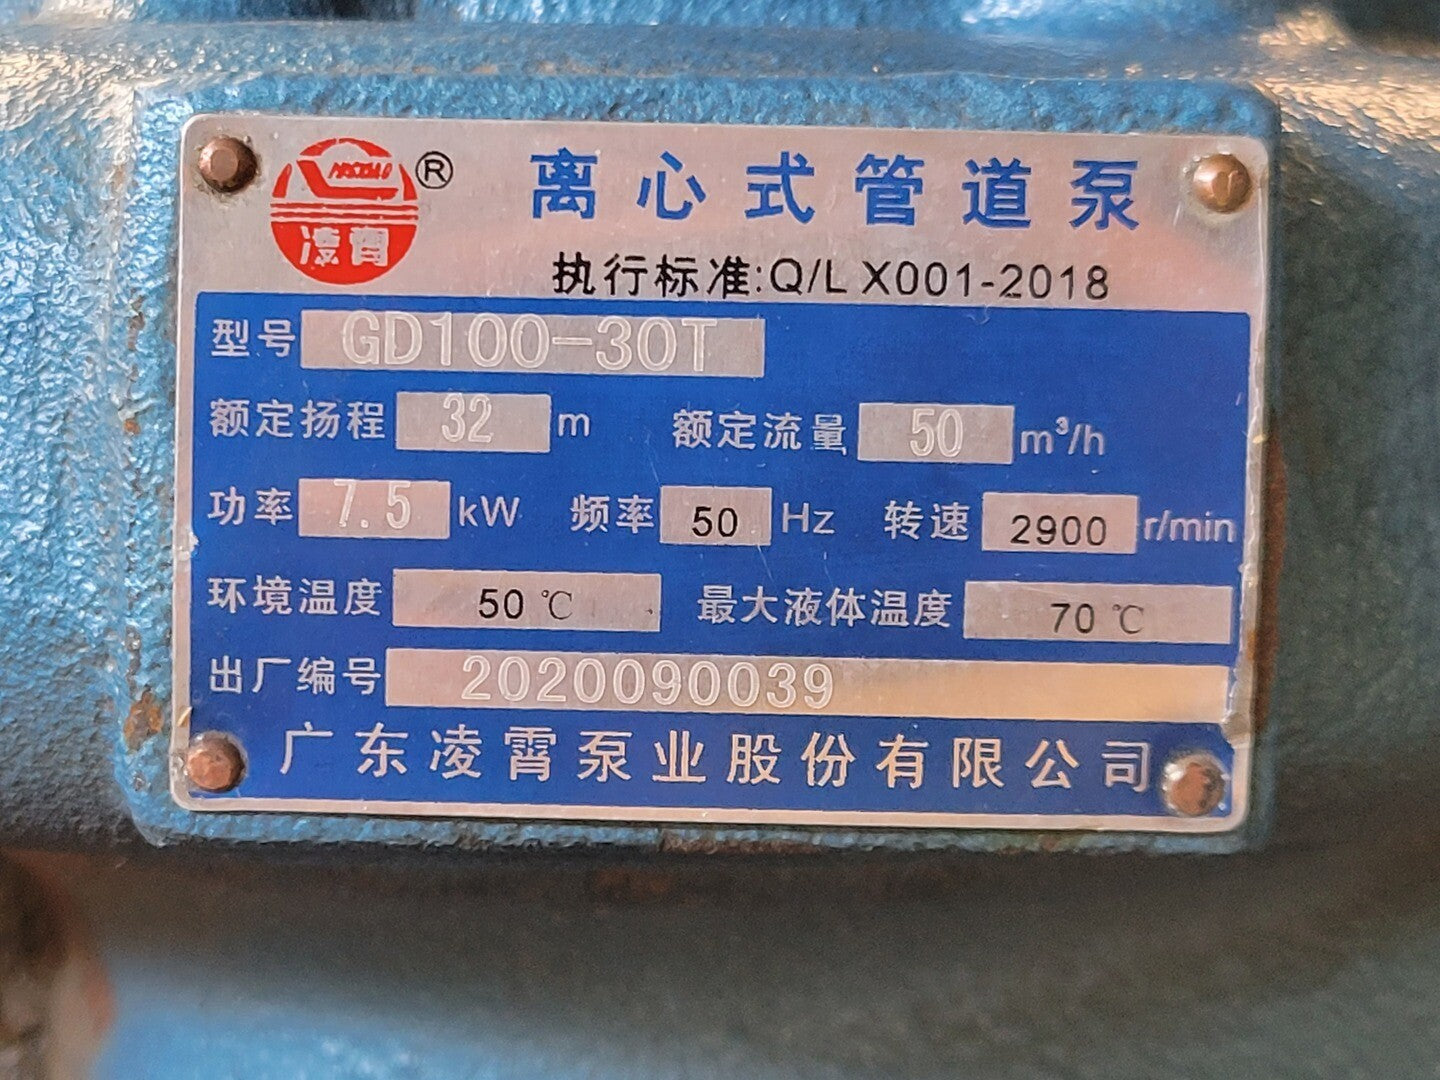 凌霄 ®
离心式管道泵
执行标准:Q/LX001-2018
型号 GD100-30T
额定扬程 32 m 额定流量 50 m³/h
功率 7.5 kW 频率 50 Hz 转速 2900 r/min
环境温度 50℃ 最大液体温度 70℃
出厂编号 2020090039
广东凌霄泵业股份有限公司